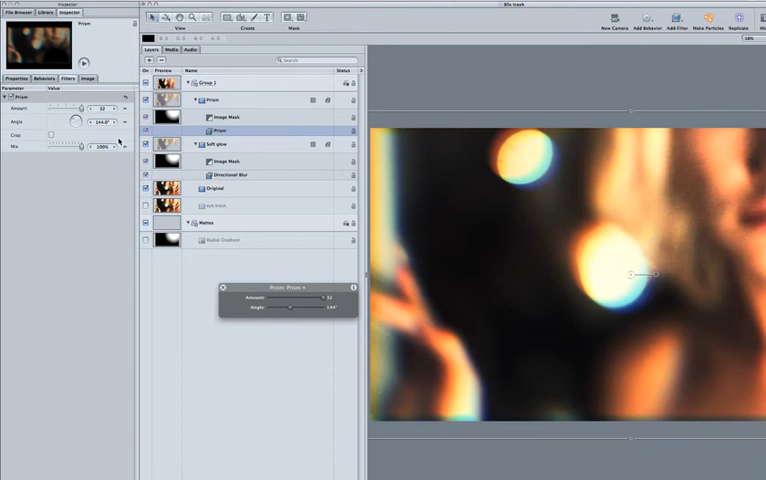 Inspector
80s trash
File Browser Library Inspector
Prism
View Create Mask
New Camera Add Behavior Add Filter Make Particles Replicate
Layers Media Audio
Search
Properties Behaviors Filters Image
On Preview Name Status
Parameter Value
Group 1
Prism
Prism
Amount 32
Angle 144.0°
Crop
Mix 100%
Image Mask
Prism
Soft glow
Image Mask
Directional Blur
Original
Mattes
Radial Gradient
Prism: Prism
Amount: 32
Angle: 144°